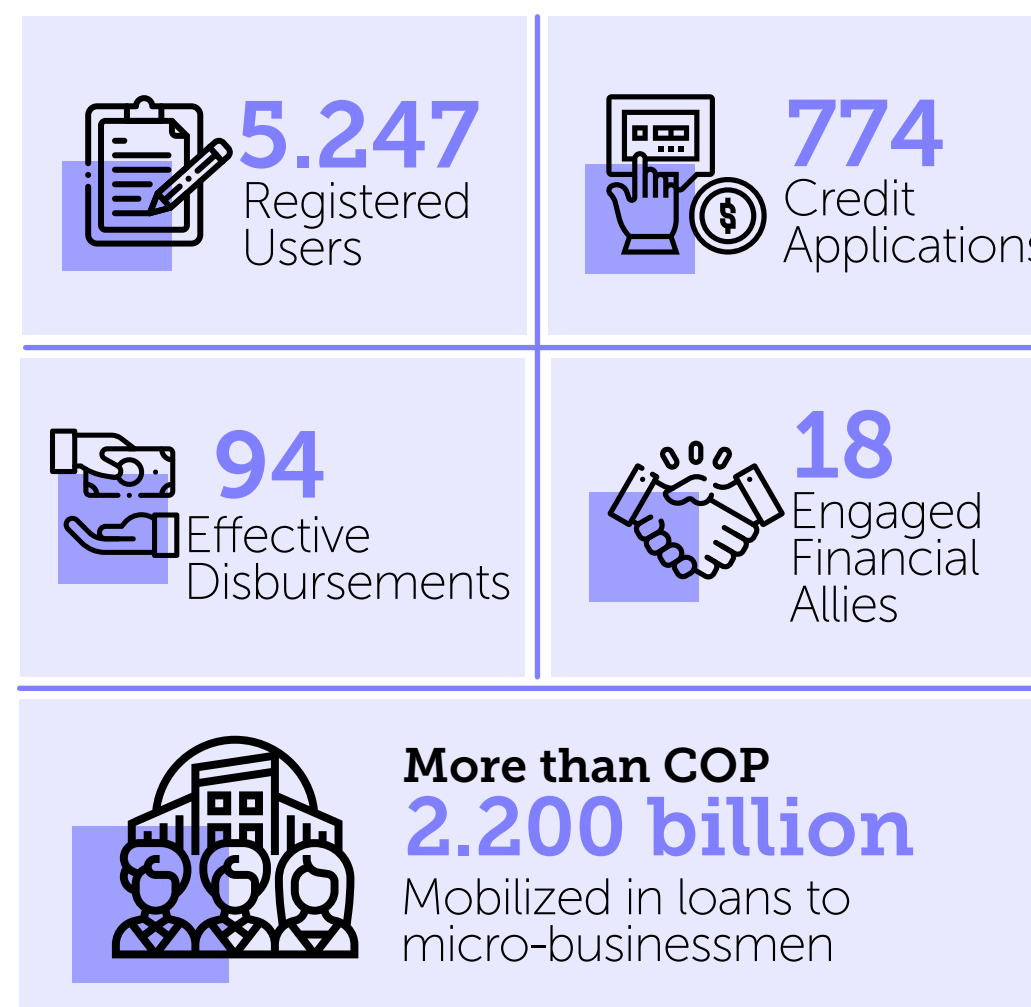 5.247
Registered
Users
774
Credit
Applications
94
Effective
Disbursements
18
Engaged
Financial
Allies
More than COP
2.200 billion
Mobilized in loans to
micro-businessmen
$